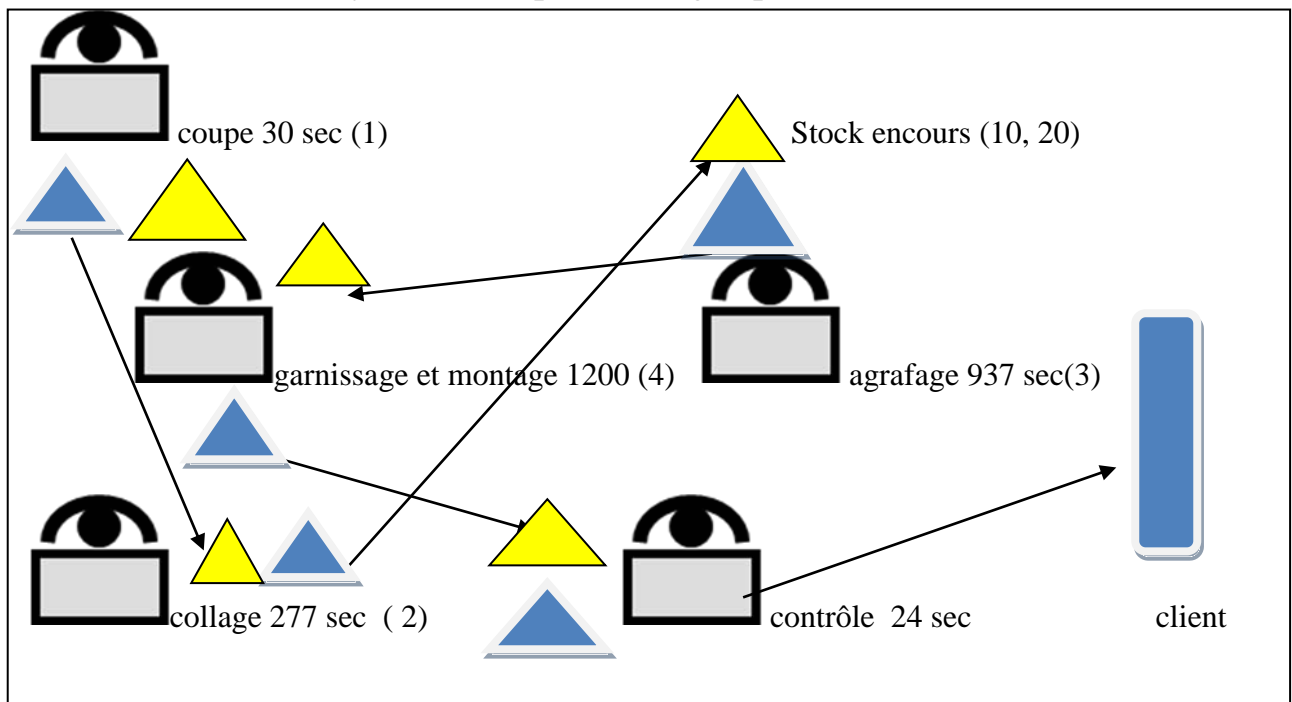 coupe 30 sec (1)
Stock encours (10, 20)
garnissage et montage 1200 (4)
agrafage 937 sec(3)
collage 277 sec ( 2)
contrôle 24 sec
client